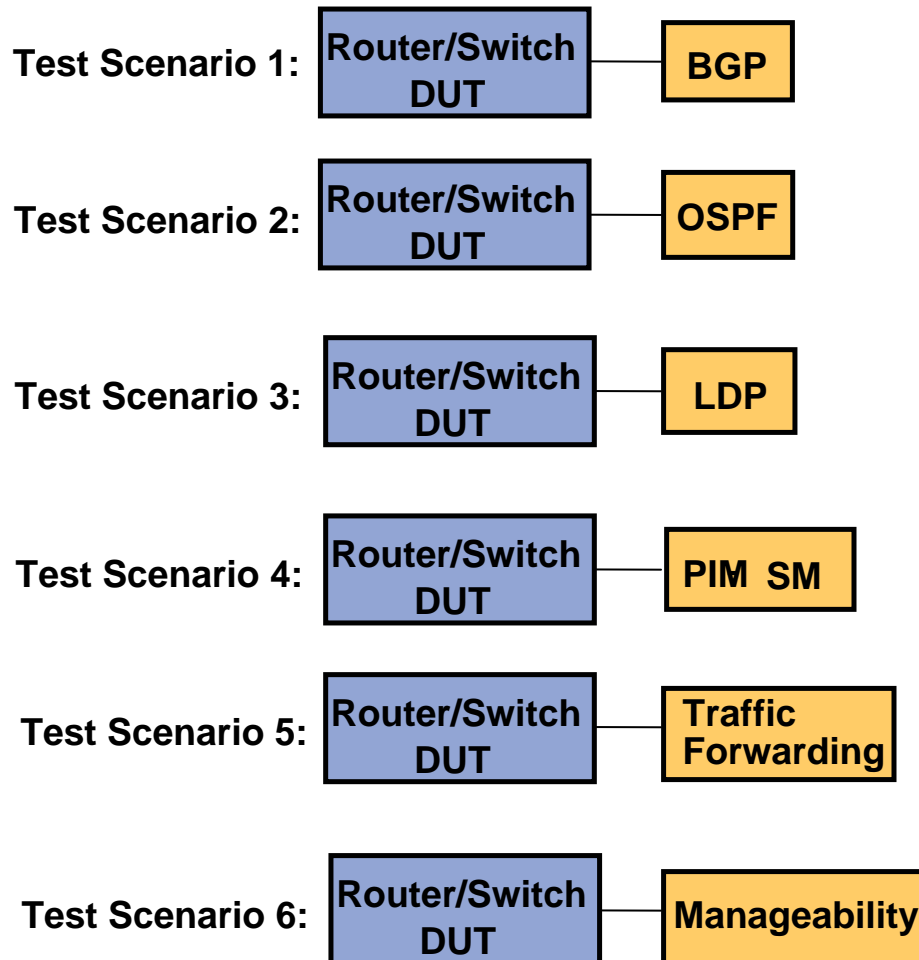 Test Scenario 1:
Router/Switch
DUT
BGP
Test Scenario 2:
Router/Switch
DUT
OSPF
Test Scenario 3:
Router/Switch
DUT
LDP
Test Scenario 4:
Router/Switch
DUT
PIM- SM
Test Scenario 5:
Router/Switch
DUT
Traffic
Forwarding
Test Scenario 6:
Router/Switch
DUT
Manageability